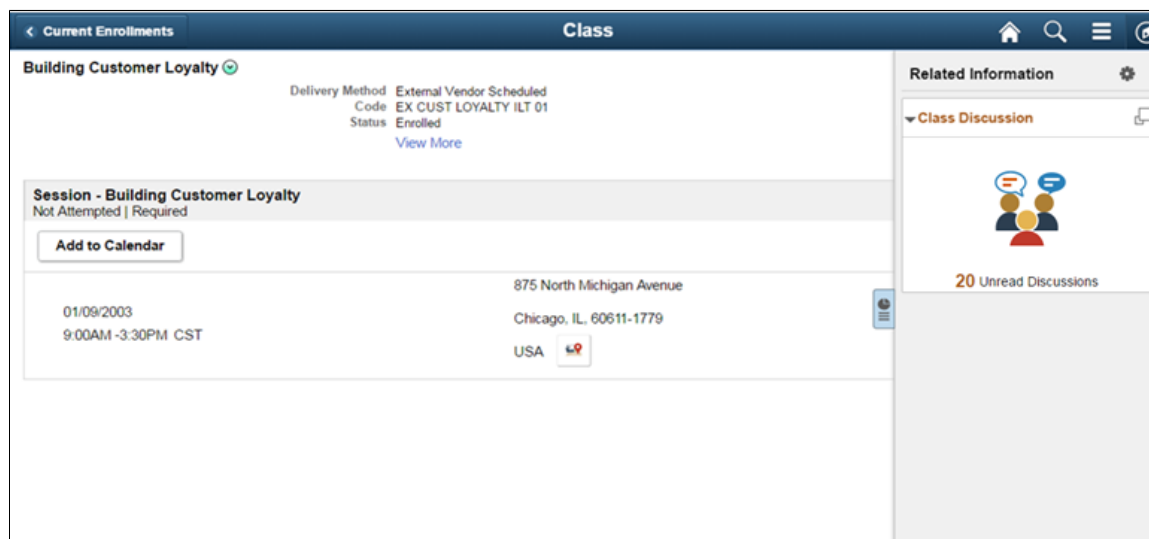 Current Enrollments
Class
Building Customer Loyalty
Delivery Method External Vendor Scheduled
Code EX CUST LOYALTY ILT 01
Status Enrolled
View More
Session - Building Customer Loyalty
Not Attempted | Required
Add to Calendar
01/09/2003
9:00AM -3:30PM CST
875 North Michigan Avenue
Chicago, IL, 60611-1779
USA
Related Information
Class Discussion
20 Unread Discussions